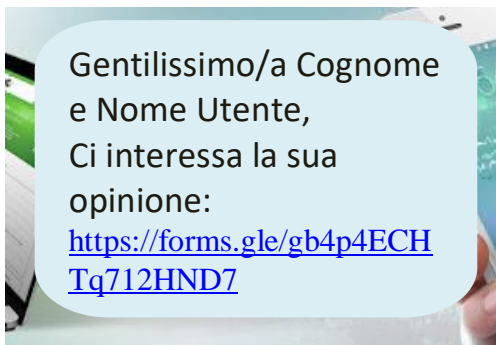 Gentilissimo/a Cognome
e Nome Utente,
Ci interessa la sua
opinione:
https://forms.gle/gb4p4ECH
Tq712HND7